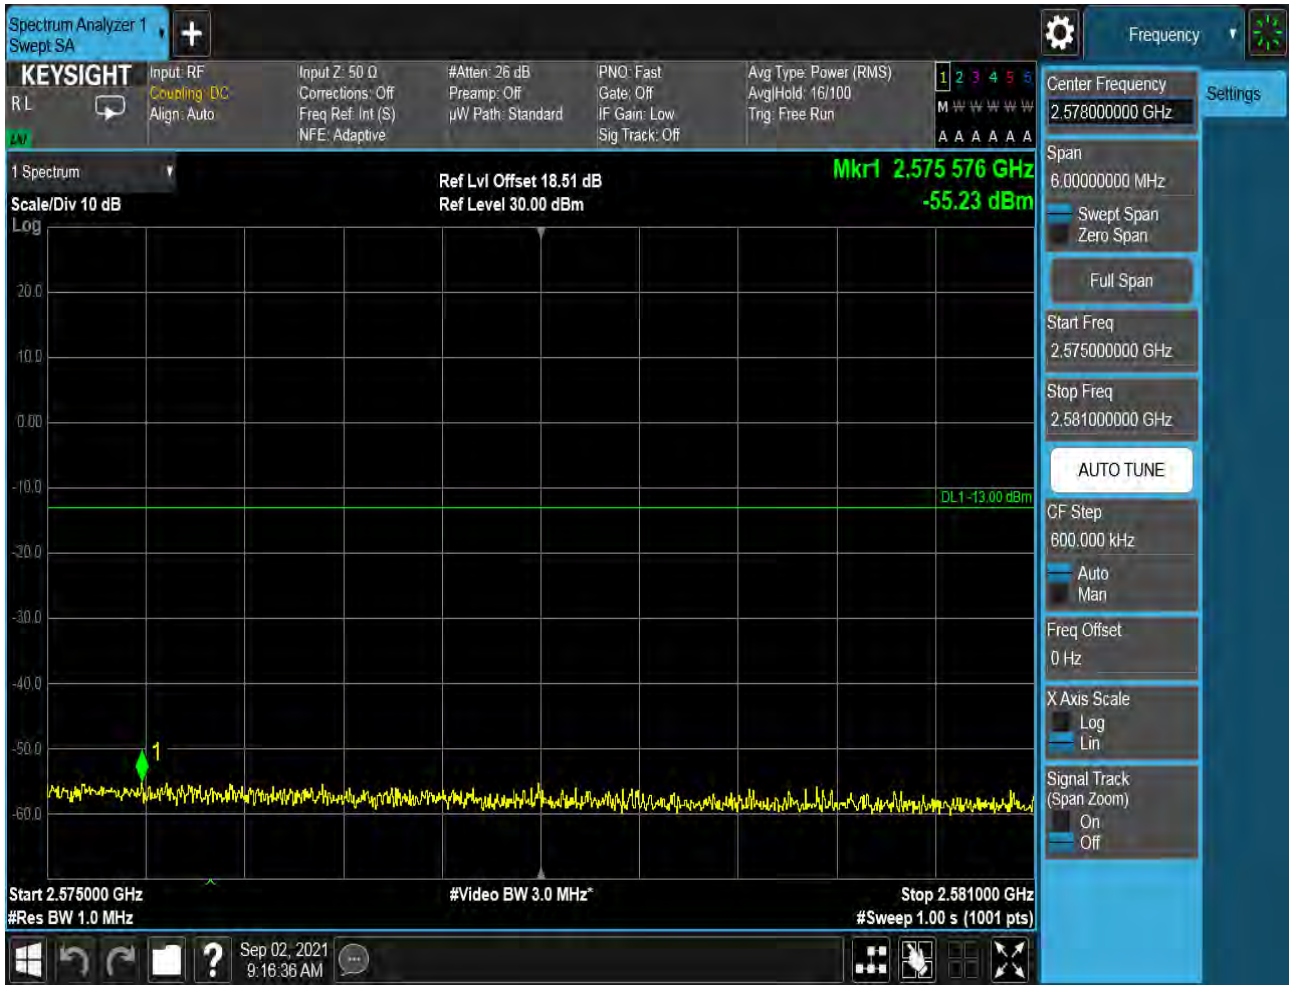 Spectrum Analyzer 1
Swept SA
+
Frequency
KEYSIGHT
R L
LXI
Input: RF
Coupling: DC
Align: Auto
Input Z: 50 Ω
Corrections: Off
Freq Ref: Int (S)
NFE: Adaptive
#Atten: 26 dB
Preamp: Off
µW Path: Standard
PNO: Fast
Gate: Off
IF Gain: Low
Sig Track: Off
Avg Type: Power (RMS)
Avg|Hold: 16/100
Trig: Free Run
1 2 3 4 5 6
M W W W W W
A A A A A A
1 Spectrum
Scale/Div 10 dB
Log
Ref Lvl Offset 18.51 dB
Ref Level 30.00 dBm
Mkr1 2.575 576 GHz
-55.23 dBm
20.0
10.0
0.00
-10.0
DL1 -13.00 dBm
-20.0
-30.0
-40.0
-50.0
1
-60.0
Start 2.575000 GHz
#Res BW 1.0 MHz
#Video BW 3.0 MHz*
Stop 2.581000 GHz
#Sweep 1.00 s (1001 pts)
?
Sep 02, 2021
9:16:36 AM
Center Frequency
2.578000000 GHz
Settings
Span
6.00000000 MHz
Swept Span
Zero Span
Full Span
Start Freq
2.575000000 GHz
Stop Freq
2.581000000 GHz
AUTO TUNE
CF Step
600.000 kHz
Auto
Man
Freq Offset
0 Hz
X Axis Scale
Log
Lin
Signal Track
(Span Zoom)
On
Off